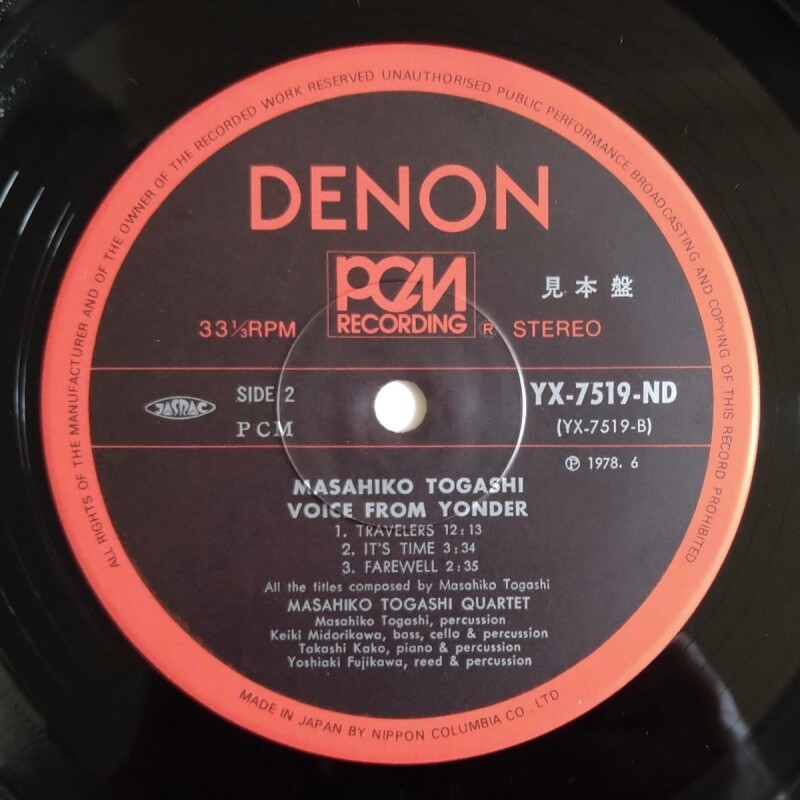 ALL RIGHTS OF THE MANUFACTURER AND OF THE OWNER OF THE RECORDED WORK RESERVED UNAUTHORISED PUBLIC PERFORMANCE BROADCASTING AND COPYING OF THIS RECORD PROHIBITED
DENON
PCM
RECORDING
見本盤
33⅓RPM
Ⓡ STEREO
JASRAC
SIDE 2
PCM
YX-7519-ND
(YX-7519-B)
Ⓟ 1978. 6
MASAHIKO TOGASHI
VOICE FROM YONDER
1. TRAVELERS 12:13
2. IT'S TIME 3:34
3. FAREWELL 2:35
All the titles composed by Masahiko Togashi
MASAHIKO TOGASHI QUARTET
Masahiko Togashi, percussion
Keiki Midorikawa, bass, cello & percussion
Takashi Kako, piano & percussion
Yoshiaki Fujikawa, reed & percussion
MADE IN JAPAN BY NIPPON COLUMBIA CO. LTD